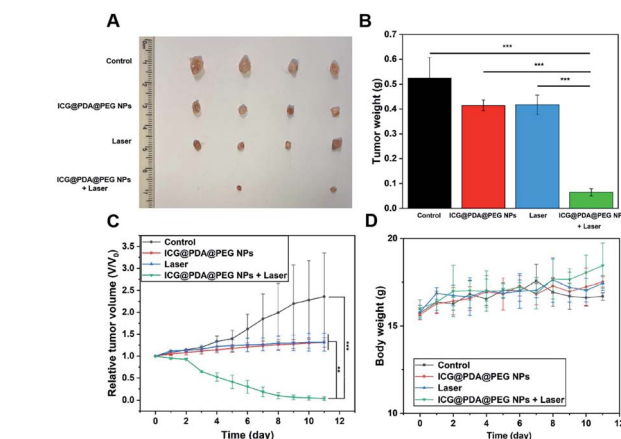 A
Control
ICG@PDA@PEG NPs
Laser
ICG@PDA@PEG NPs
+ Laser
B
Tumor weight (g)
0.7
0.6
0.5
0.4
0.3
0.2
0.1
0.0
***
***
***
Control
ICG@PDA@PEG NPs
Laser
ICG@PDA@PEG NP
+ Laser
C
Relative tumor volume (V/V0)
3.5
3.0
2.5
2.0
1.5
1.0
0.5
0.0
Control
ICG@PDA@PEG NPs
Laser
ICG@PDA@PEG NPs + Laser
***
**
0 2 4 6 8 10 12
Time (day)
D
Body weight (g)
20
15
10
Control
ICG@PDA@PEG NPs
Laser
ICG@PDA@PEG NPs + Laser
0 2 4 6 8 10 12
Time (day)